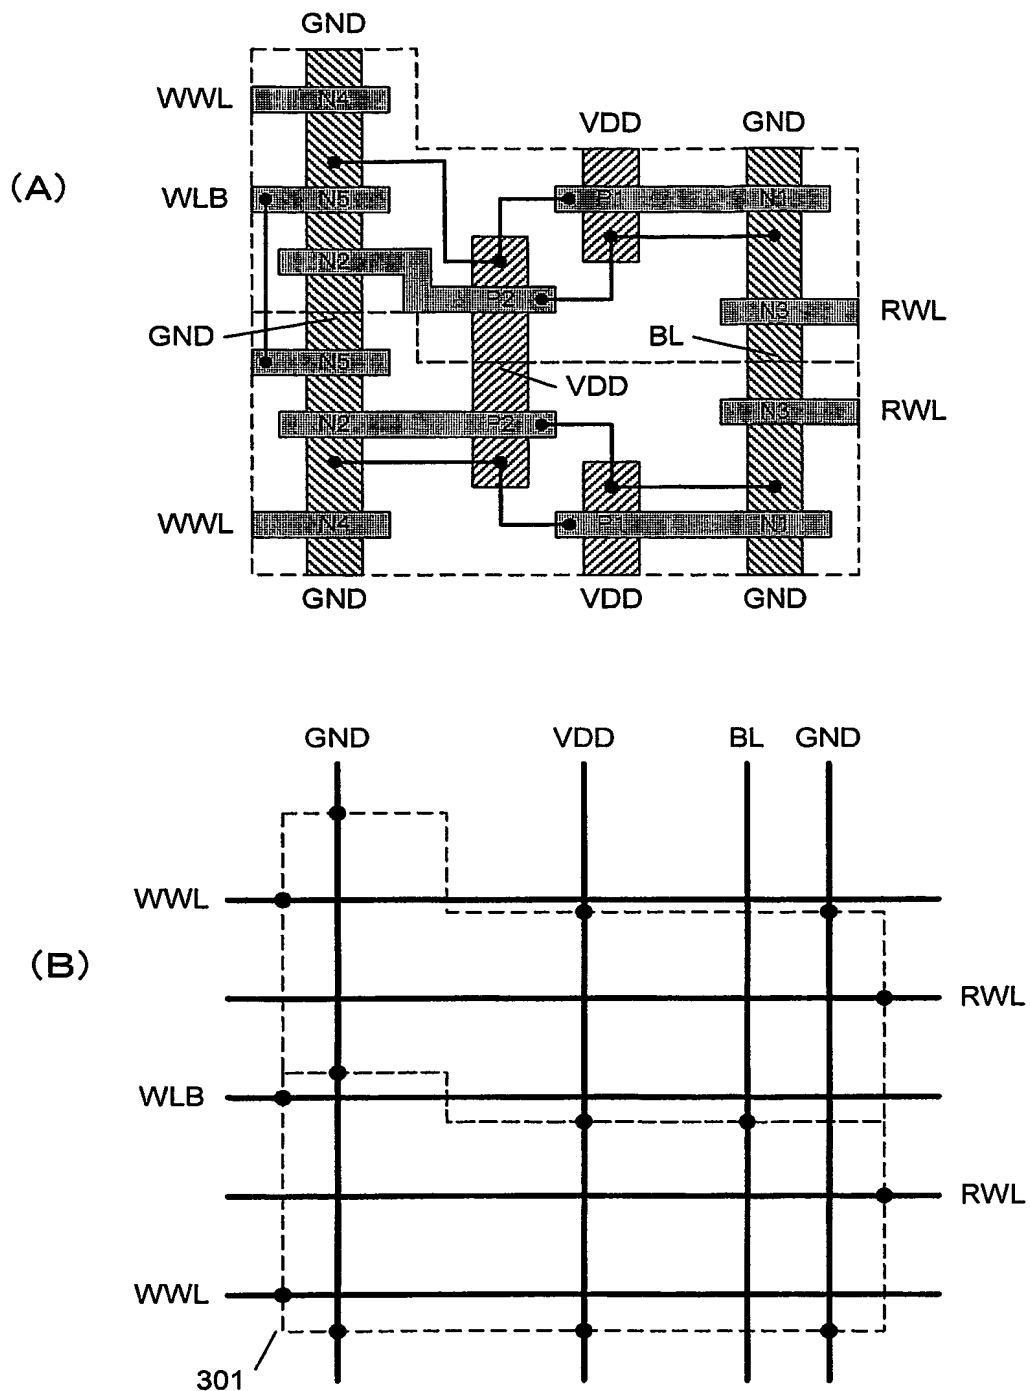 GND
WWL N4
VDD GND
(A)
WLB N5 P1 N1
N2
P2
GND N3 RWL
BL
N5 VDD
N2 P2 N3 RWL
WWL N4 P1 N1
GND VDD GND
GND VDD BL GND
WWL
(B)
RWL
WLB
RWL
WWL
301